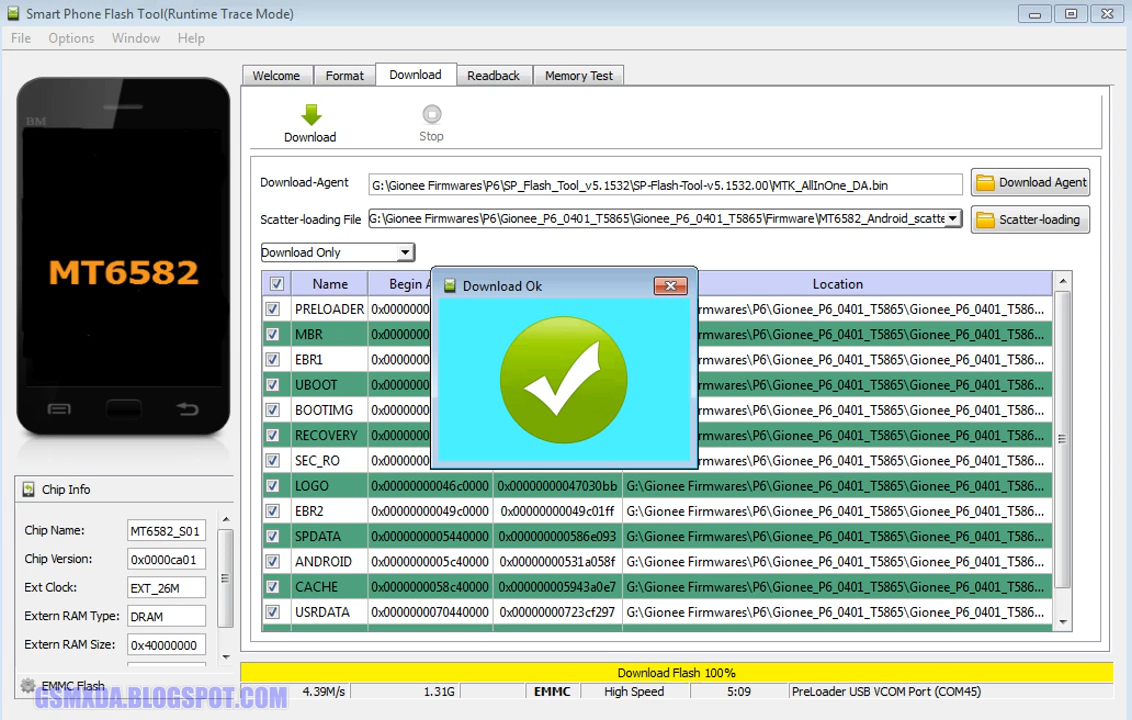 Smart Phone Flash Tool(Runtime Trace Mode)
File Options Window Help
Welcome Format Download Readback Memory Test
BM
MT6582
Download Stop
Download-Agent G:\Gionee Firmwares\P6\SP_Flash_Tool_v5.1532\SP-Flash-Tool-v5.1532.00\MTK_AllInOne_DA.bin Download Agent
Scatter-loading File G:\Gionee Firmwares\P6\Gionee_P6_0401_T5865\Gionee_P6_0401_T5865\Firmware\MT6582_Android_scatte Scatter-loading
Download Only
Name Begin A Location
Download Ok
PRELOADER 0x0000000 rmwares\P6\Gionee_P6_0401_T5865\Gionee_P6_0401_T586...
MBR 0x0000000 rmwares\P6\Gionee_P6_0401_T5865\Gionee_P6_0401_T586...
EBR1 0x0000000 rmwares\P6\Gionee_P6_0401_T5865\Gionee_P6_0401_T586...
UBOOT 0x0000000 rmwares\P6\Gionee_P6_0401_T5865\Gionee_P6_0401_T586...
BOOTIMG 0x0000000 rmwares\P6\Gionee_P6_0401_T5865\Gionee_P6_0401_T586...
RECOVERY 0x0000000 rmwares\P6\Gionee_P6_0401_T5865\Gionee_P6_0401_T586...
SEC_RO 0x0000000 rmwares\P6\Gionee_P6_0401_T5865\Gionee_P6_0401_T586...
LOGO 0x00000000046c0000 0x00000000047030bb G:\Gionee Firmwares\P6\Gionee_P6_0401_T5865\Gionee_P6_0401_T586...
EBR2 0x00000000049c0000 0x00000000049c01ff G:\Gionee Firmwares\P6\Gionee_P6_0401_T5865\Gionee_P6_0401_T586...
SPDATA 0x0000000005440000 0x000000000586e093 G:\Gionee Firmwares\P6\Gionee_P6_0401_T5865\Gionee_P6_0401_T586...
ANDROID 0x0000000005c40000 0x00000000531a058f G:\Gionee Firmwares\P6\Gionee_P6_0401_T5865\Gionee_P6_0401_T586...
CACHE 0x0000000058c40000 0x000000005943a0e7 G:\Gionee Firmwares\P6\Gionee_P6_0401_T5865\Gionee_P6_0401_T586...
USRDATA 0x0000000070440000 0x00000000723cf297 G:\Gionee Firmwares\P6\Gionee_P6_0401_T5865\Gionee_P6_0401_T586...
Chip Info
Chip Name: MT6582_S01
Chip Version: 0x0000ca01
Ext Clock: EXT_26M
Extern RAM Type: DRAM
Extern RAM Size: 0x40000000
EMMC Flash
GSMXDA.BLOGSPOT.COM
Download Flash 100%
4.39M/s 1.31G EMMC High Speed 5:09 PreLoader USB VCOM Port (COM45)